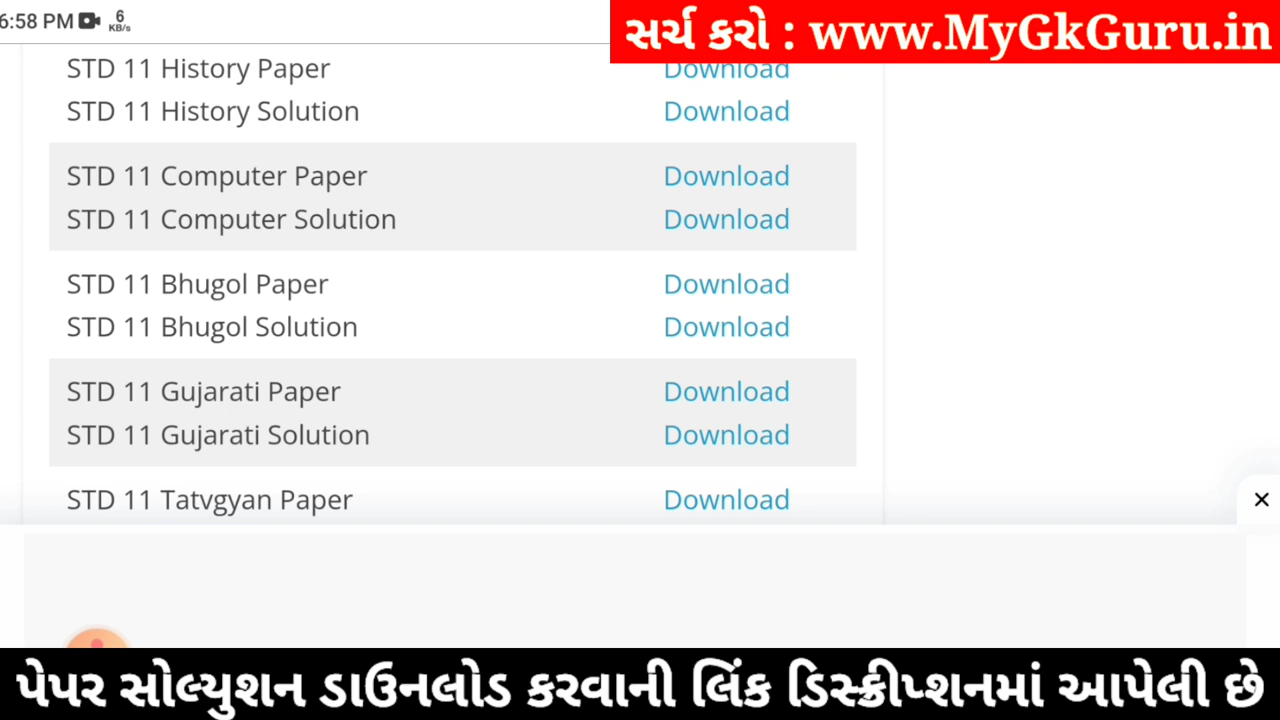 6:58 PM 6 KB/s
સર્ચ કરો : www.MyGkGuru.in
STD 11 History Paper Download
STD 11 History Solution Download
STD 11 Computer Paper Download
STD 11 Computer Solution Download
STD 11 Bhugol Paper Download
STD 11 Bhugol Solution Download
STD 11 Gujarati Paper Download
STD 11 Gujarati Solution Download
STD 11 Tatvgyan Paper Download
પેપર સોલ્યુશન ડાઉનલોડ કરવાની લિંક ડિસ્ક્રીપ્શનમાં આપેલી છે